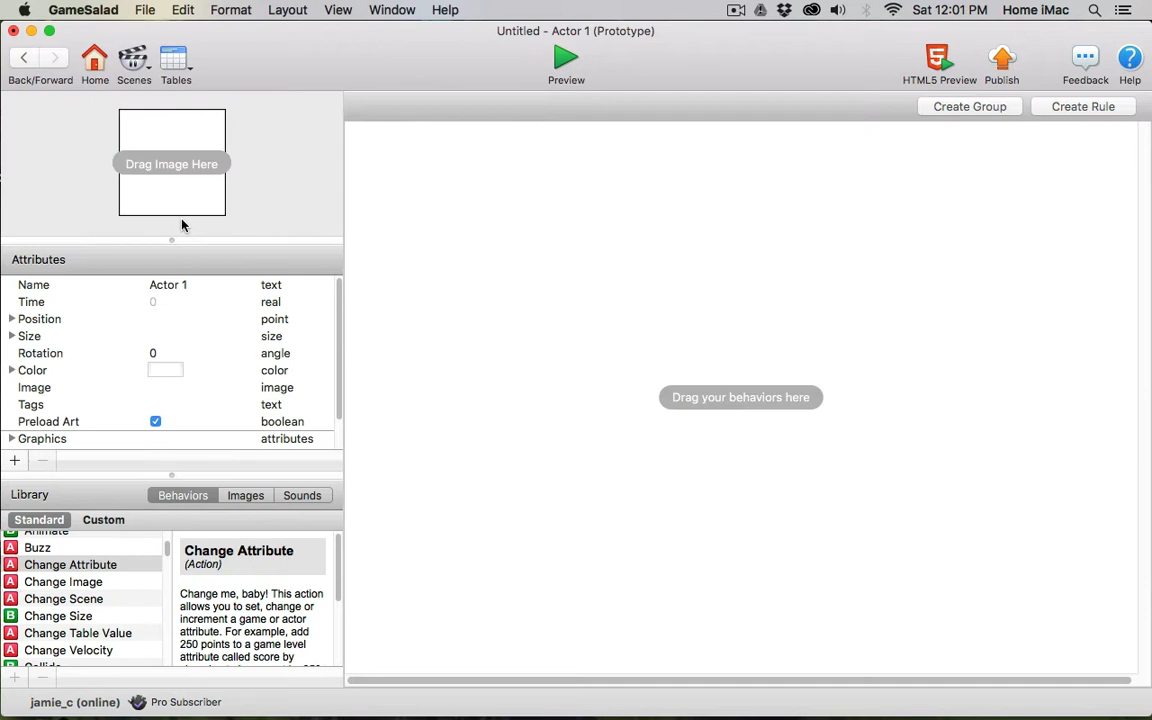 GameSalad File Edit Format Layout View Window Help Sat 12:01 PM Home iMac
Untitled - Actor 1 (Prototype)
Back/Forward Home Scenes Tables Preview HTML5 Preview Publish Feedback Help
Create Group Create Rule
Drag Image Here
Attributes
Name Actor 1 text
Time 0 real
Position point
Size size
Rotation 0 angle
Color color
Image image
Tags text
Preload Art boolean
Graphics attributes
Drag your behaviors here
+ −
Library Behaviors Images Sounds
Standard Custom
B Animate
A Buzz
A Change Attribute
A Change Image
A Change Scene
B Change Size
A Change Table Value
A Change Velocity
B Collide
Change Attribute
(Action)
Change me, baby! This action
allows you to set, change or
increment a game or actor
attribute. For example, add
250 points to a game level
attribute called score by
+ −
jamie_c (online) Pro Subscriber